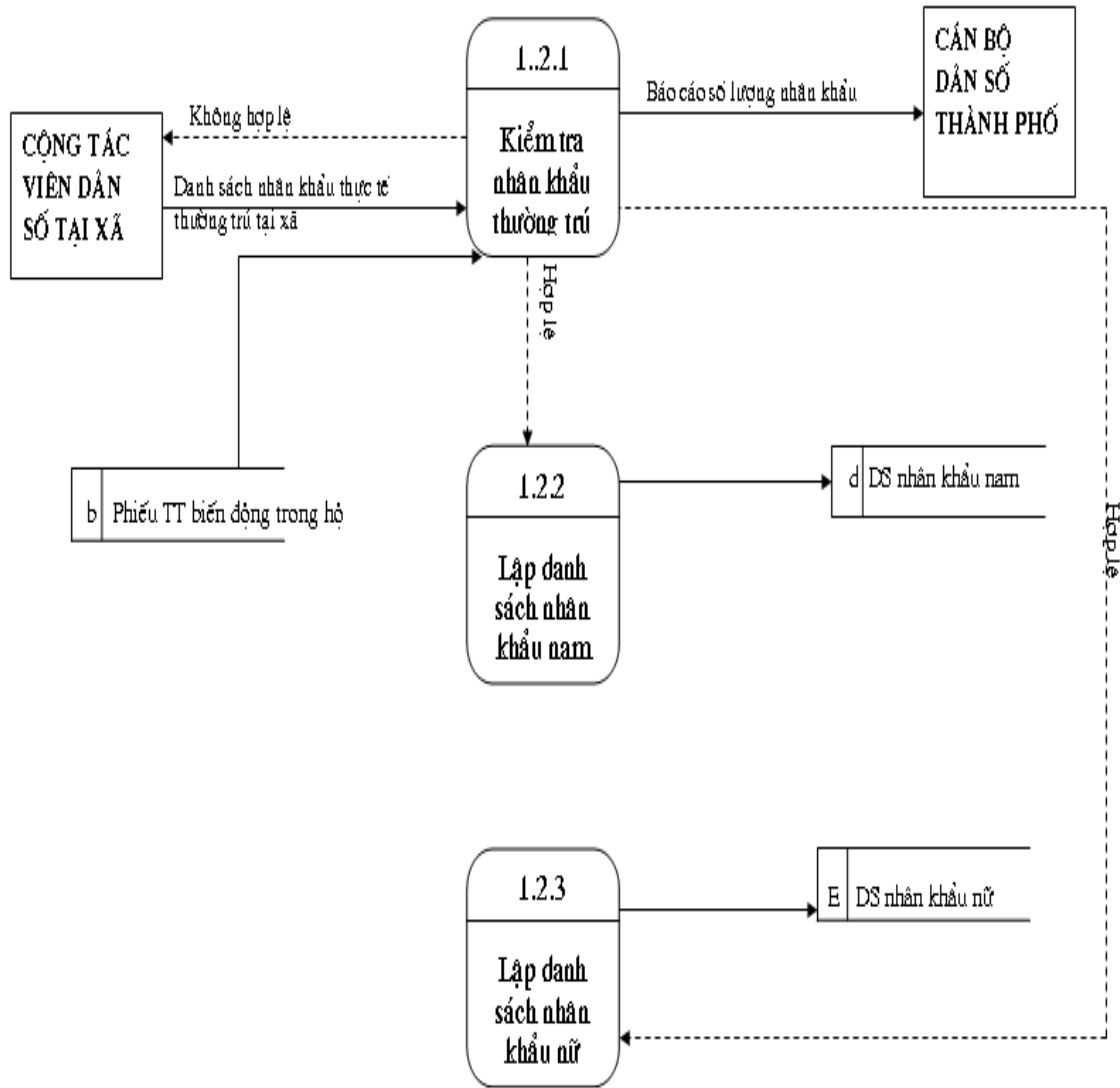 1..2.1
Kiểm tra
nhân khẩu
thường trú
CÁN BỘ
DÂN SỐ
THÀNH PHỐ
Báo cáo số lượng nhân khẩu
Không hợp lệ
CỘNG TÁC
VIÊN DÂN
SỐ TẠI XÃ
Danh sách nhân khẩu thực tế
thường trú tại xã
Hợp lệ
b Phiếu TT biến động trong hộ
1.2.2
Lập danh
sách nhân
khẩu nam
d DS nhân khẩu nam
Hợp lệ
1.2.3
Lập danh
sách nhân
khẩu nữ
E DS nhân khẩu nữ